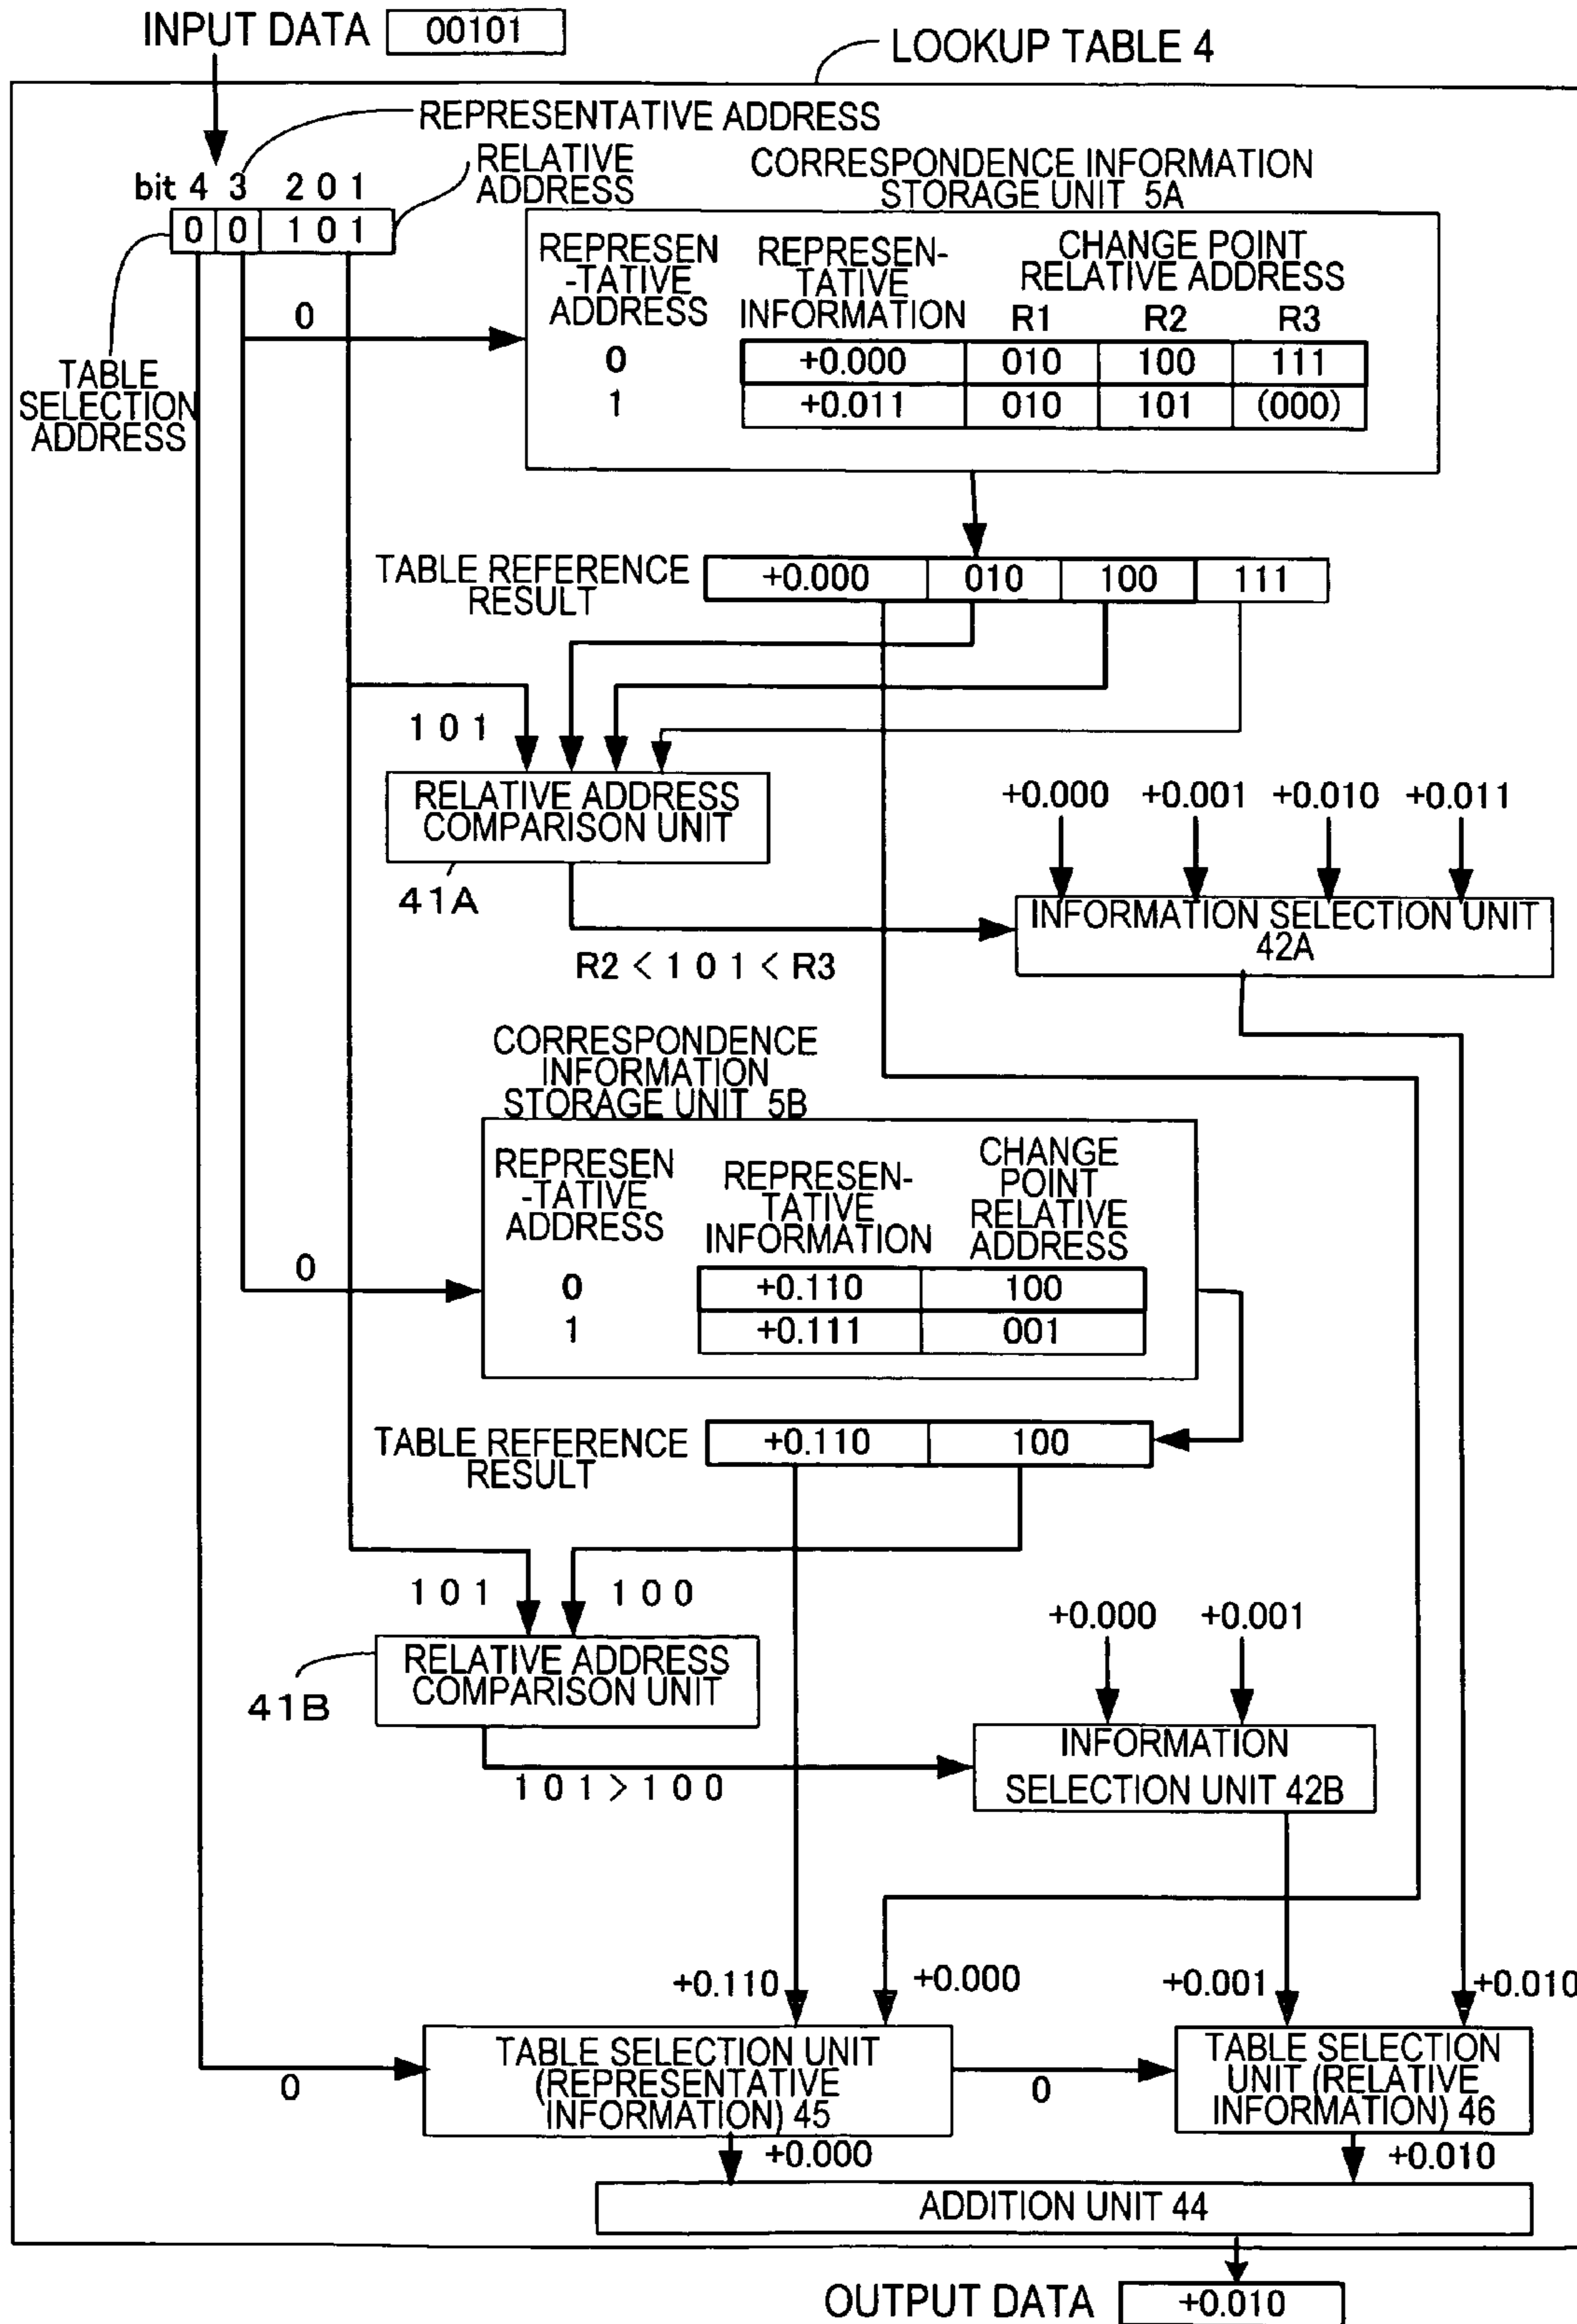 INPUT DATA 00101
LOOKUP TABLE 4
REPRESENTATIVE ADDRESS
RELATIVE
ADDRESS
bit 4 3 2 0 1
0 0 1 0 1
TABLE
SELECTION
ADDRESS
0
CORRESPONDENCE INFORMATION
STORAGE UNIT 5A
REPRESEN
-TATIVE
ADDRESS
REPRESEN-
TATIVE
INFORMATION
CHANGE POINT
RELATIVE ADDRESS
R1 R2 R3
0 +0.000 010 100 111
1 +0.011 010 101 (000)
TABLE REFERENCE
RESULT
+0.000 010 100 111
1 0 1
RELATIVE ADDRESS
COMPARISON UNIT
41A
+0.000 +0.001 +0.010 +0.011
INFORMATION SELECTION UNIT
42A
R2 < 1 0 1 < R3
CORRESPONDENCE
INFORMATION
STORAGE UNIT 5B
REPRESEN
-TATIVE
ADDRESS
REPRESEN-
TATIVE
INFORMATION
CHANGE
POINT
RELATIVE
ADDRESS
0
0 +0.110 100
1 +0.111 001
TABLE REFERENCE
RESULT
+0.110 100
1 0 1 1 0 0
RELATIVE ADDRESS
COMPARISON UNIT
41B
+0.000 +0.001
INFORMATION
SELECTION UNIT 42B
1 0 1 > 1 0 0
+0.110 +0.000 +0.001 +0.010
0
TABLE SELECTION UNIT
(REPRESENTATIVE
INFORMATION) 45
0
TABLE SELECTION
UNIT (RELATIVE
INFORMATION) 46
+0.000 +0.010
ADDITION UNIT 44
OUTPUT DATA +0.010